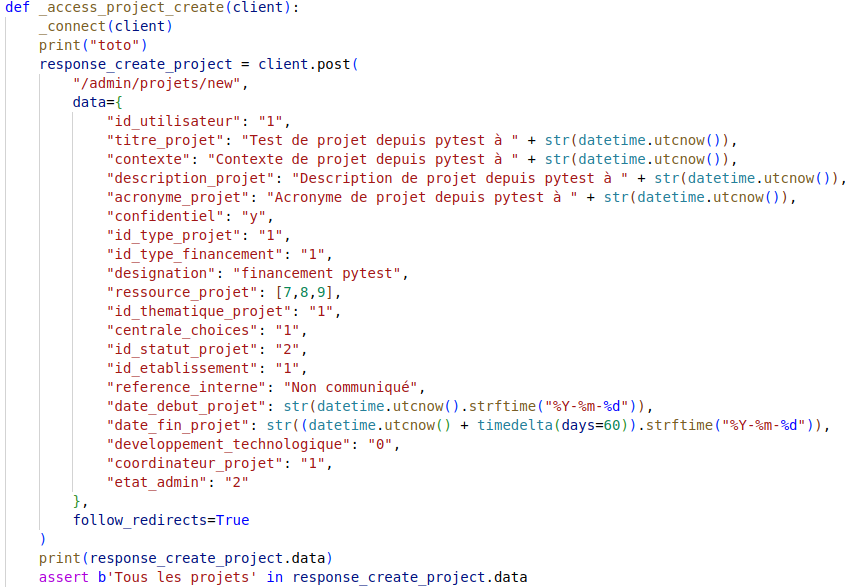 def _access_project_create(client):
    _connect(client)
    print("toto")
    response_create_project = client.post(
        "/admin/projets/new",
        data={
            "id_utilisateur": "1",
            "titre_projet": "Test de projet depuis pytest à " + str(datetime.utcnow()),
            "contexte": "Contexte de projet depuis pytest à " + str(datetime.utcnow()),
            "description_projet": "Description de projet depuis pytest à " + str(datetime.utcnow()),
            "acronyme_projet": "Acronyme de projet depuis pytest à " + str(datetime.utcnow()),
            "confidentiel": "y",
            "id_type_projet": "1",
            "id_type_financement": "1",
            "designation": "financement pytest",
            "ressource_projet": [7,8,9],
            "id_thematique_projet": "1",
            "centrale_choices": "1",
            "id_statut_projet": "2",
            "id_etablissement": "1",
            "reference_interne": "Non communiqué",
            "date_debut_projet": str(datetime.utcnow().strftime("%Y-%m-%d")),
            "date_fin_projet": str((datetime.utcnow() + timedelta(days=60)).strftime("%Y-%m-%d")),
            "developpement_technologique": "0",
            "coordinateur_projet": "1",
            "etat_admin": "2"
        },
        follow_redirects=True
    )
    print(response_create_project.data)
    assert b'Tous les projets' in response_create_project.data